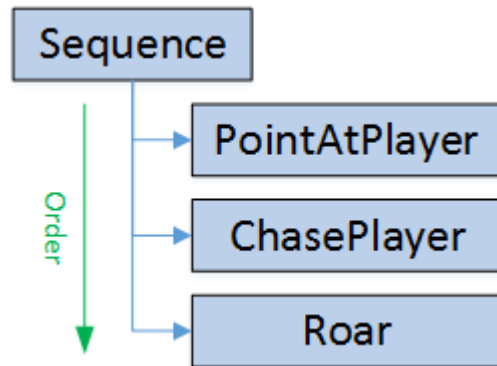 Sequence
PointAtPlayer
Order
ChasePlayer
Roar